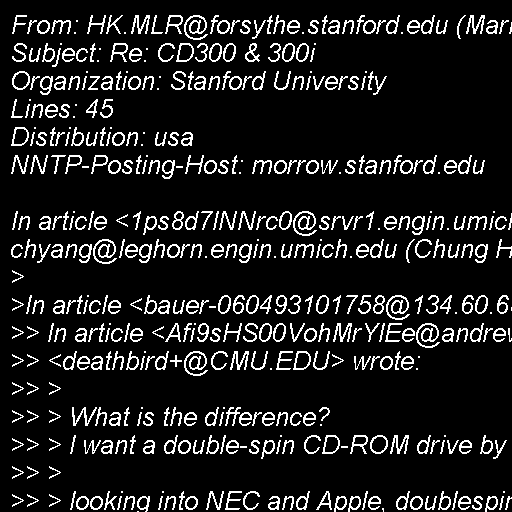 From: HK.MLR@forsythe.stanford.edu (Mar
Subject: Re: CD300 & 300i
Organization: Stanford University
Lines: 45
Distribution: usa
NNTP-Posting-Host: morrow.stanford.edu

In article <1ps8d7INNrc0@srvr1.engin.umich
chyang@leghorn.engin.umich.edu (Chung H
>
>In article <bauer-060493101758@134.60.6
>> In article <Afi9sHS00VohMrYlEe@andrew
>> <deathbird+@CMU.EDU> wrote:
>> >
>> > What is the difference?
>> > I want a double-spin CD-ROM drive by
>> >
>> > looking into NEC and Apple, doublespin